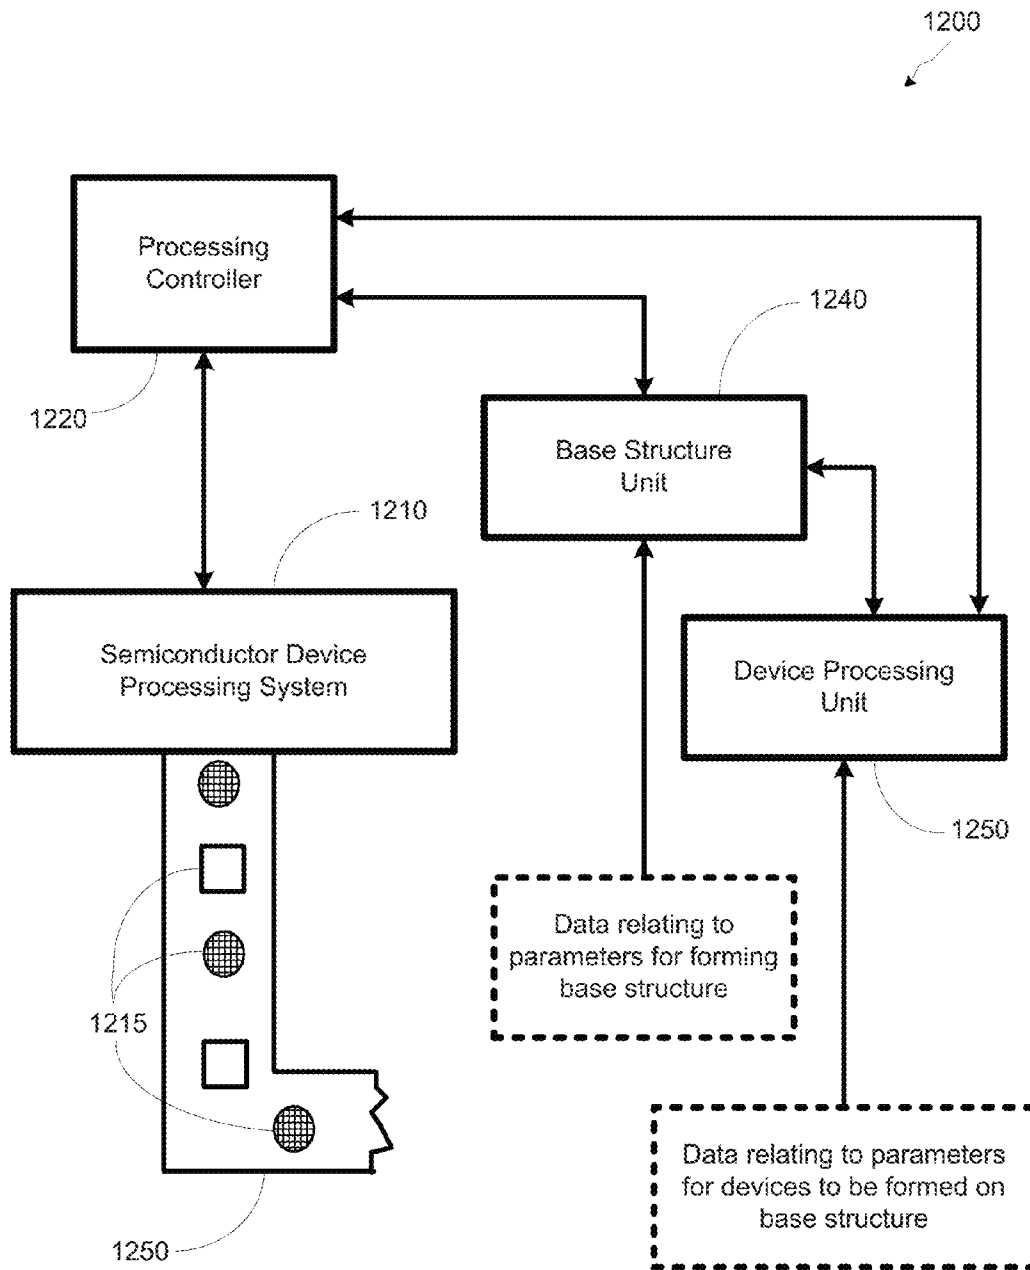 1200
Processing
Controller
1240
1220
Base Structure
Unit
1210
Semiconductor Device
Processing System
Device Processing
Unit
1250
Data relating to
parameters for forming
base structure
1215
Data relating to parameters
for devices to be formed on
base structure
1250